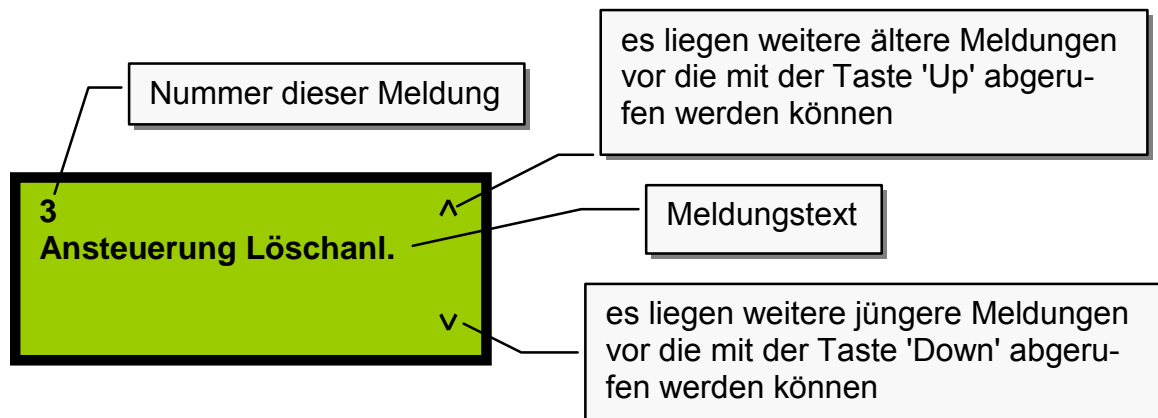 es liegen weitere ältere Meldungen
vor die mit der Taste 'Up' abgeru-
fen werden können
Nummer dieser Meldung
3
^
Ansteuerung Löschanl.
Meldungstext
v
es liegen weitere jüngere Meldungen
vor die mit der Taste 'Down' abgeru-
fen werden können